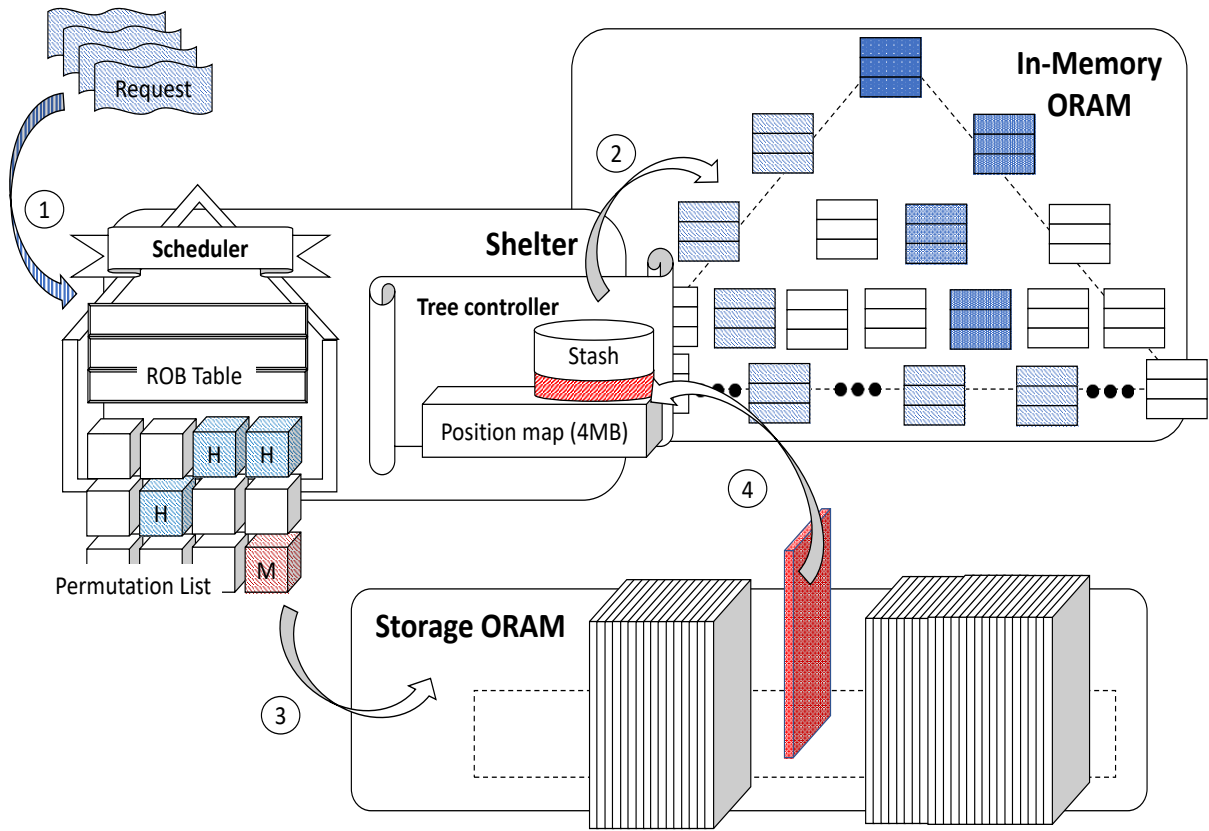 Request
In-Memory
ORAM
2
1
Scheduler
Shelter
Tree controller
Stash
ROB Table
Position map (4MB)
H
H
H
4
M
Permutation List
Storage ORAM
3